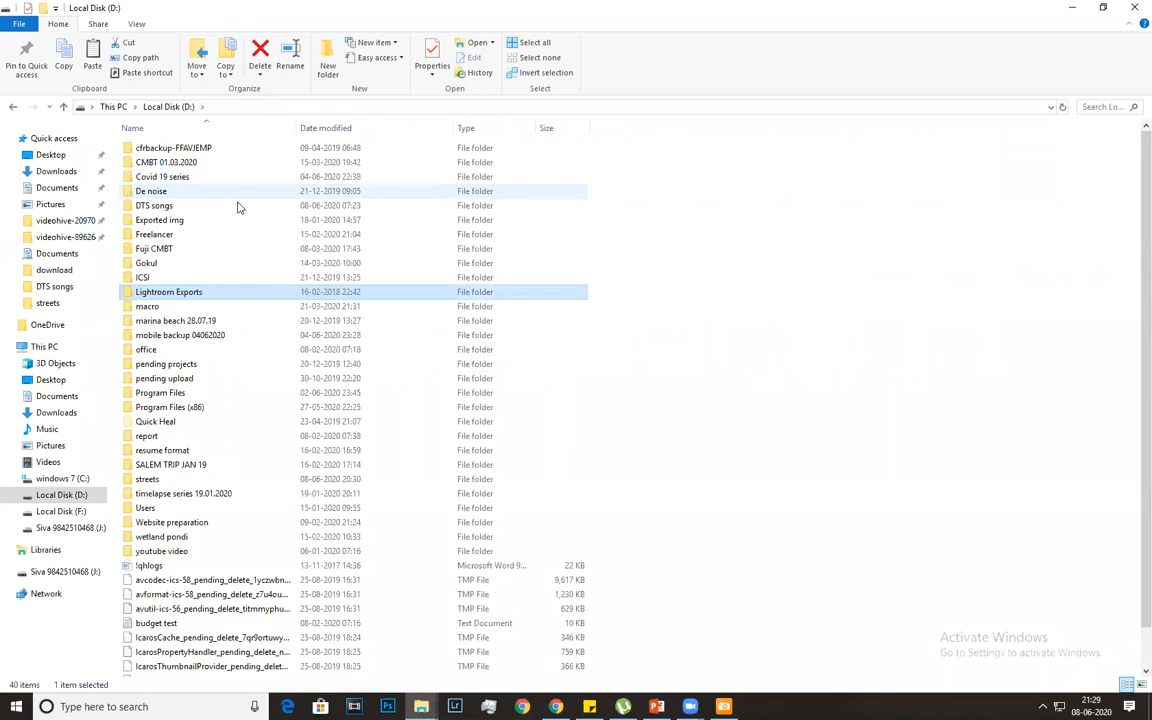 Local Disk (D:)
File Home Share View
Pin to Quick access
Copy
Paste
Cut
Copy path
Paste shortcut
Clipboard
Move to
Copy to
Delete
Rename
Organize
New folder
New item
Easy access
New
Properties
Open
Edit
History
Open
Select all
Select none
Invert selection
Select
This PC Local Disk (D:)
Search Lo...
Quick access
Desktop
Downloads
Documents
Pictures
videohive-20970
videohive-89626
Documents
download
DTS songs
streets
OneDrive
This PC
3D Objects
Desktop
Documents
Downloads
Music
Pictures
Videos
windows 7 (C:)
Local Disk (D:)
Local Disk (F:)
Siva 9842510468 (J:)
Libraries
Siva 9842510468 (J:)
Network
Name Date modified Type Size
cfrbackup-FFAVJEMP 09-04-2019 06:48 File folder
CMBT 01.03.2020 15-03-2020 19:42 File folder
Covid 19 series 04-06-2020 22:38 File folder
De noise 21-12-2019 09:05 File folder
DTS songs 08-06-2020 07:23 File folder
Exported img 18-01-2020 14:57 File folder
Freelancer 15-02-2020 21:04 File folder
Fuji CMBT 08-03-2020 17:43 File folder
Gokul 14-03-2020 10:00 File folder
ICSI 21-12-2019 13:25 File folder
Lightroom Exports 16-02-2018 22:42 File folder
macro 21-03-2020 21:31 File folder
marina beach 28.07.19 20-12-2019 13:27 File folder
mobile backup 04062020 04-06-2020 23:28 File folder
office 08-02-2020 07:18 File folder
pending projects 20-12-2019 12:40 File folder
pending upload 30-10-2019 22:20 File folder
Program Files 02-06-2020 23:45 File folder
Program Files (x86) 27-05-2020 22:25 File folder
Quick Heal 23-04-2019 21:07 File folder
report 08-02-2020 07:38 File folder
resume format 16-02-2020 16:59 File folder
SALEM TRIP JAN 19 16-02-2020 17:14 File folder
streets 08-06-2020 20:30 File folder
timelapse series 19.01.2020 19-01-2020 20:11 File folder
Users 15-01-2020 09:55 File folder
Website preparation 09-02-2020 21:24 File folder
wetland pondi 15-02-2020 10:33 File folder
youtube video 06-01-2020 07:16 File folder
!qhlogs 13-11-2017 14:36 Microsoft Word 9... 22 KB
avcodec-ics-58_pending_delete_1yczwbn... 25-08-2019 16:31 TMP File 9,617 KB
avformat-ics-58_pending_delete_z7u4ou... 25-08-2019 16:31 TMP File 1,230 KB
avutil-ics-56_pending_delete_titmmyphu... 25-08-2019 16:31 TMP File 629 KB
budget test 08-02-2020 07:16 Text Document 10 KB
IcarosCache_pending_delete_7qr9ortuwy... 25-08-2019 18:24 TMP File 346 KB
IcarosPropertyHandler_pending_delete_n... 25-08-2019 18:25 TMP File 759 KB
IcarosThumbnailProvider_pending_delet... 25-08-2019 18:25 TMP File 366 KB
Activate Windows
Go to Settings to activate Windows.
40 items 1 item selected
Type here to search
Ps
Lr
21:29
08-06-2020